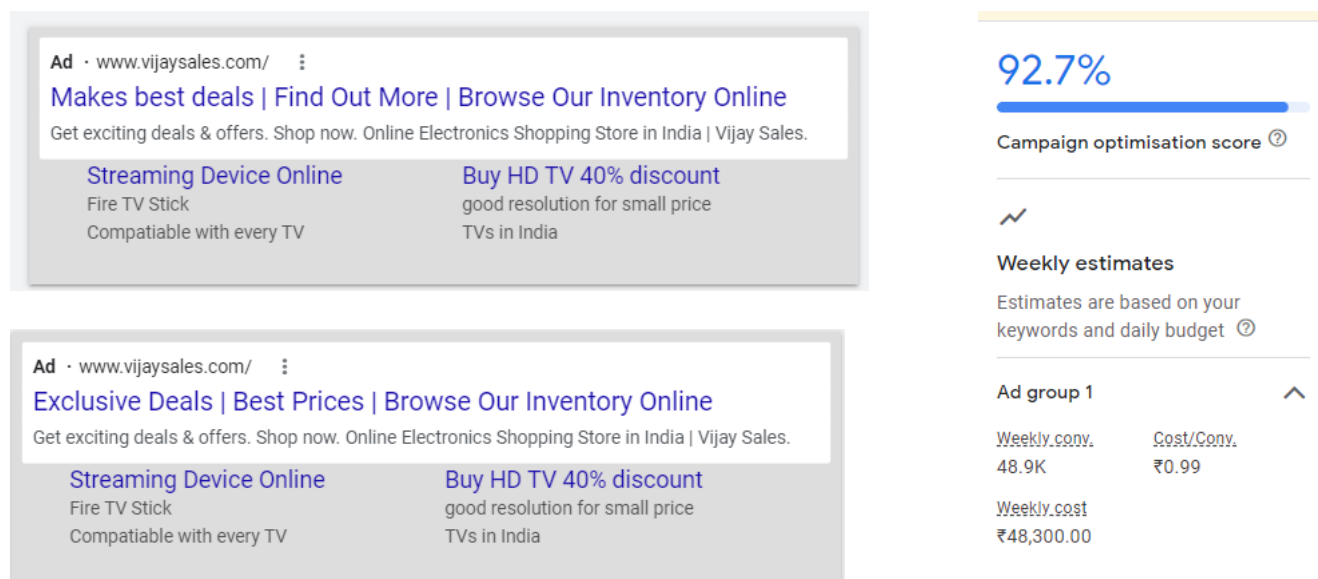 Ad · www.vijaysales.com/
Makes best deals | Find Out More | Browse Our Inventory Online
Get exciting deals & offers. Shop now. Online Electronics Shopping Store in India | Vijay Sales.
Streaming Device Online
Fire TV Stick
Compatiable with every TV
Buy HD TV 40% discount
good resolution for small price
TVs in India
Ad · www.vijaysales.com/
Exclusive Deals | Best Prices | Browse Our Inventory Online
Get exciting deals & offers. Shop now. Online Electronics Shopping Store in India | Vijay Sales.
Streaming Device Online
Fire TV Stick
Compatiable with every TV
Buy HD TV 40% discount
good resolution for small price
TVs in India
92.7%
Campaign optimisation score
Weekly estimates
Estimates are based on your
keywords and daily budget
Ad group 1
Weekly conv. Cost/Conv.
48.9K ₹0.99
Weekly cost
₹48,300.00